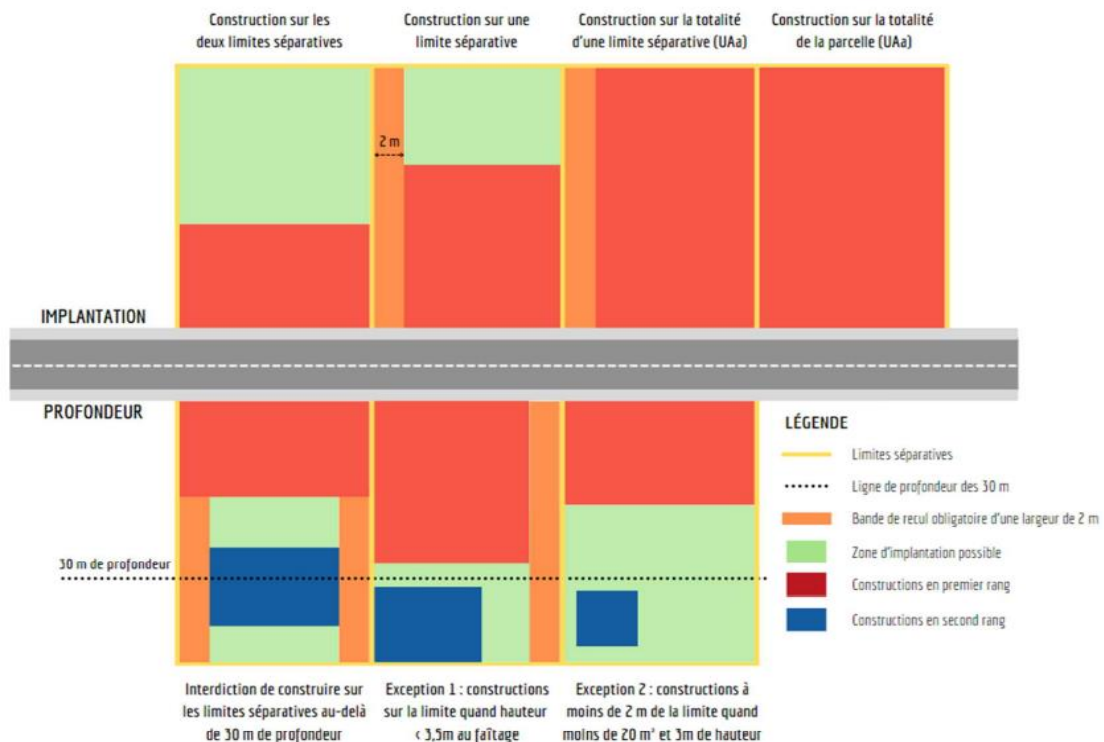 Construction sur les
deux limites séparatives
Construction sur une
limite séparative
Construction sur la totalité
d'une limite séparative (UAa)
Construction sur la totalité
de la parcelle (UAa)
2 m
IMPLANTATION
PROFONDEUR
30 m de profondeur
LÉGENDE
Limites séparatives
Ligne de profondeur des 30 m
Bande de recul obligatoire d'une largeur de 2 m
Zone d'implantation possible
Constructions en premier rang
Constructions en second rang
Interdiction de construire sur
les limites séparatives au-delà
de 30 m de profondeur
Exception 1 : constructions
sur la limite quand hauteur
< 3,5m au faîtage
Exception 2 : constructions à
moins de 2 m de la limite quand
moins de 20 m² et 3m de hauteur